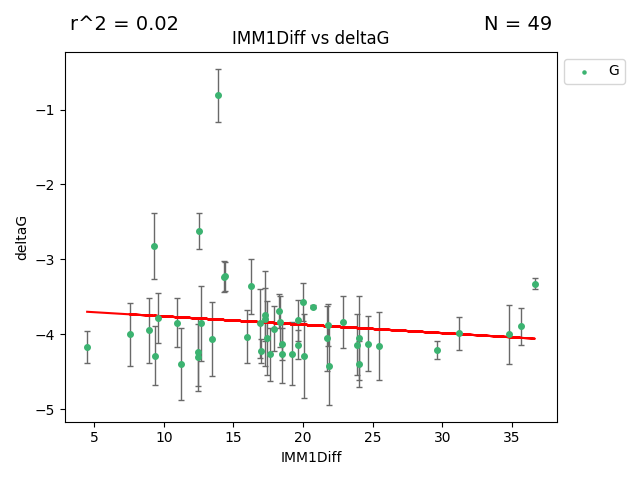 r^2 = 0.02
N = 49
IMM1Diff vs deltaG
G
deltaG
−1
−2
−3
−4
−5
5 10 15 20 25 30 35
IMM1Diff